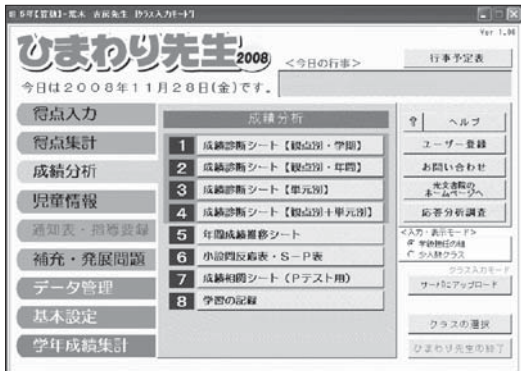 Ver 1.00
ひまわり先生2008
<今日の行事>
行事予定表
今日は2008年11月28日(金)です。
得点入力
得点集計
成績分析
児童情報
通知表・指導要録
補充・発展問題
データ管理
基本設定
学年成績集計
成績分析
1 成績診断シート【観点別・学期】
2 成績診断シート【観点別・年間】
3 成績診断シート【単元別】
4 成績診断シート【観点別+単元別】
5 年間成績推移シート
6 小設問反応表・S-P表
7 成績相関シート(Pテスト用)
8 学習の記録
? ヘルプ
ユーザー登録
お問い合わせ
光文書院の
ホームページへ
応答分析調査
<入力・表示モード>
学級担任の組
少人数クラス
クラス入力モード
サーバにアップロード
クラスの選択
ひまわり先生の終了